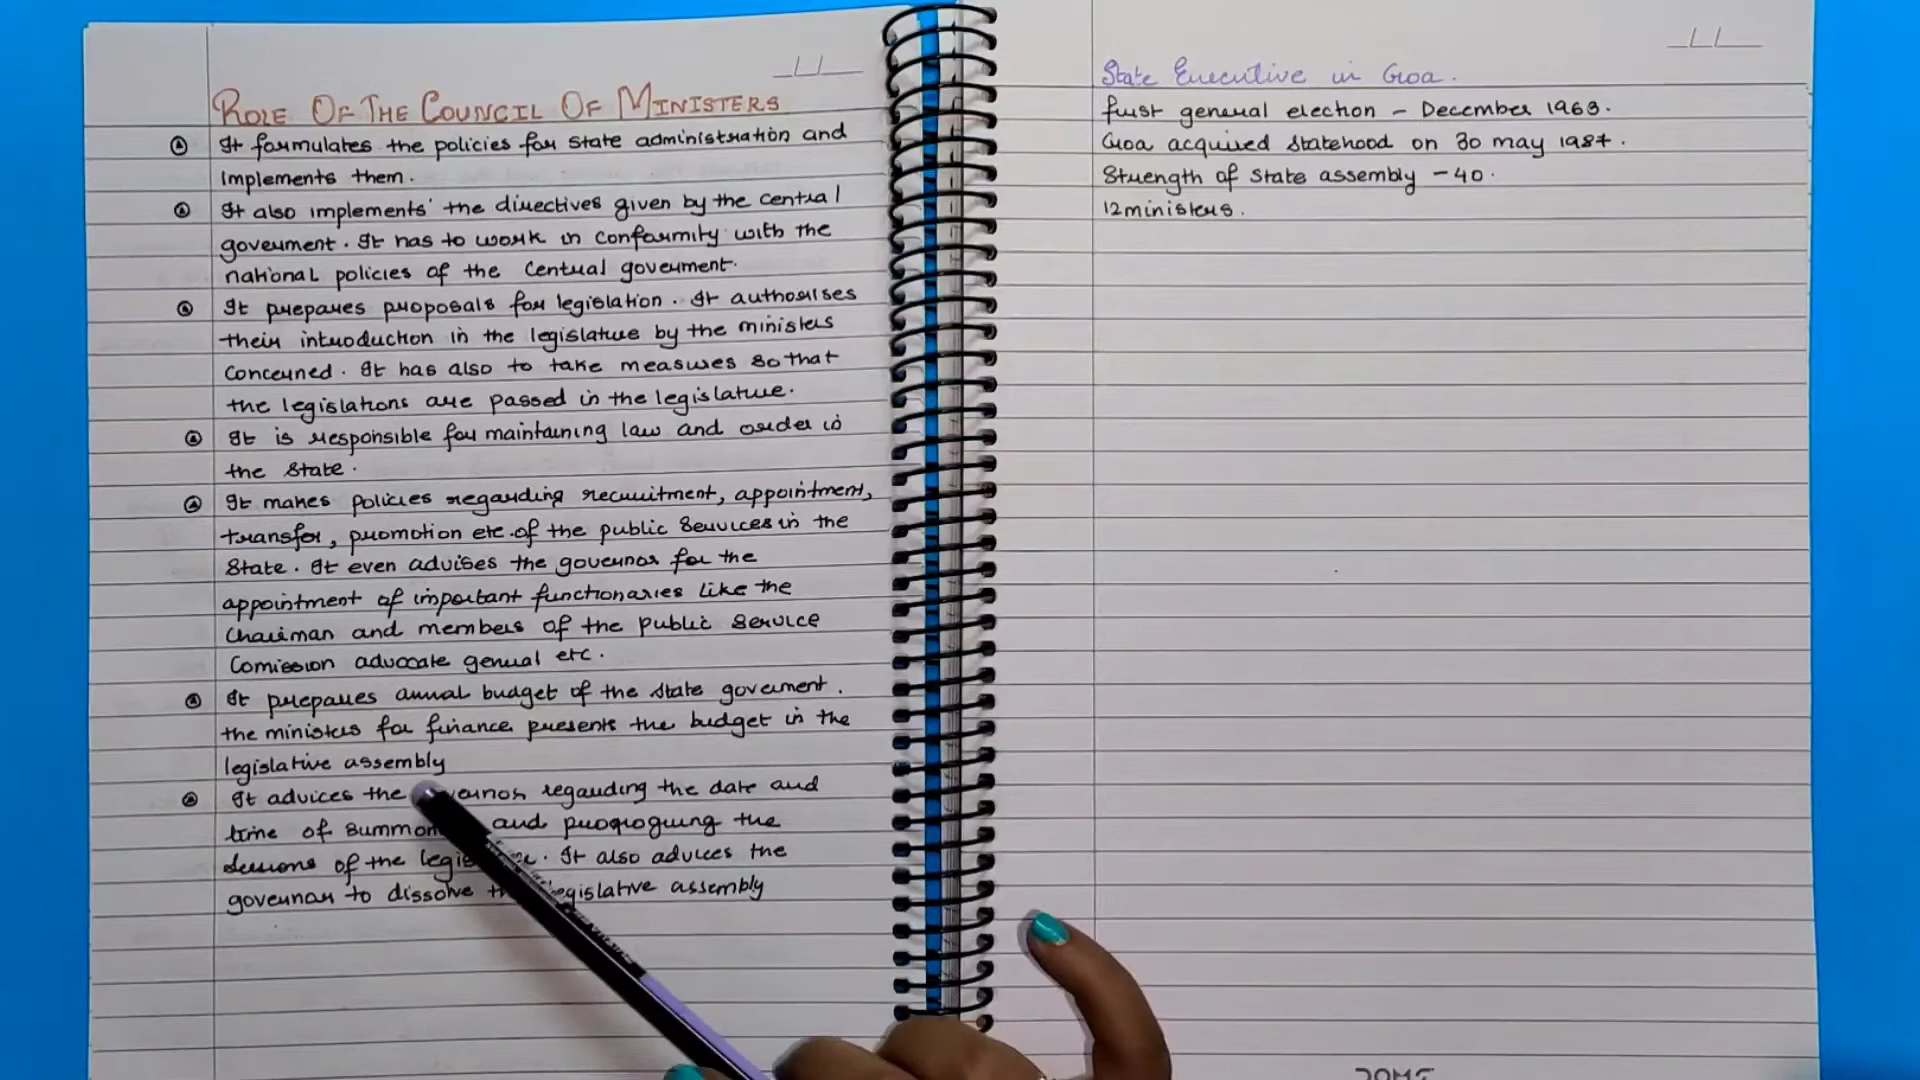 ROLE OF THE COUNCIL OF MINISTERS
It formulates the policies for state administration and
implements them.
It also implements the directives given by the central
goverment. It has to work in conformity with the
national policies of the Central goverment.
It prepares proposals for legislation. It authorises
their introduction in the legislature by the ministers
concerned. It has also to take measures so that
the legislations are passed in the legislature.
It is responsible for maintaining law and order in
the State.
It makes policies regarding recruitment, appointment,
transfer, promotion etc. of the public services in the
State. It even advises the governor for the
appointment of important functionaries like the
Chairman and members of the public service
Comission advocate genral etc.
It prepares annual budget of the state goverment.
the ministers for finance presents the budget in the
legislative assembly
It advices the regarding the date and
time of and proroguing the
of the It also advices the
governor to dissolve legislative assembly
State Executive in Goa.
first general election - December 1963.
Goa acquired statehood on 30 may 1987.
Strength of State assembly - 40.
12 ministers.